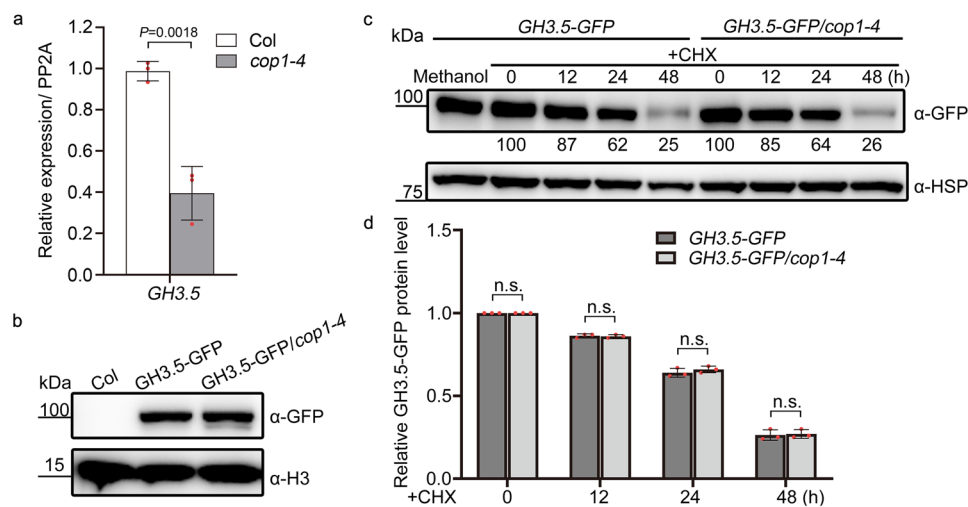 a
Relative expression/ PP2A
1.2
1.0
0.8
0.6
0.4
0.2
0.0
P=0.0018
Col
cop1-4
GH3.5
b
kDa
Col
GH3.5-GFP
GH3.5-GFP/cop1-4
100
α-GFP
15
α-H3
c
kDa
GH3.5-GFP
GH3.5-GFP/cop1-4
+CHX
Methanol 0 12 24 48 0 12 24 48 (h)
100
α-GFP
100 87 62 25 100 85 64 26
75
α-HSP
d
Relative GH3.5-GFP protein level
1.5
1.0
0.5
0.0
GH3.5-GFP
GH3.5-GFP/cop1-4
n.s.
n.s.
n.s.
n.s.
+CHX 0 12 24 48 (h)